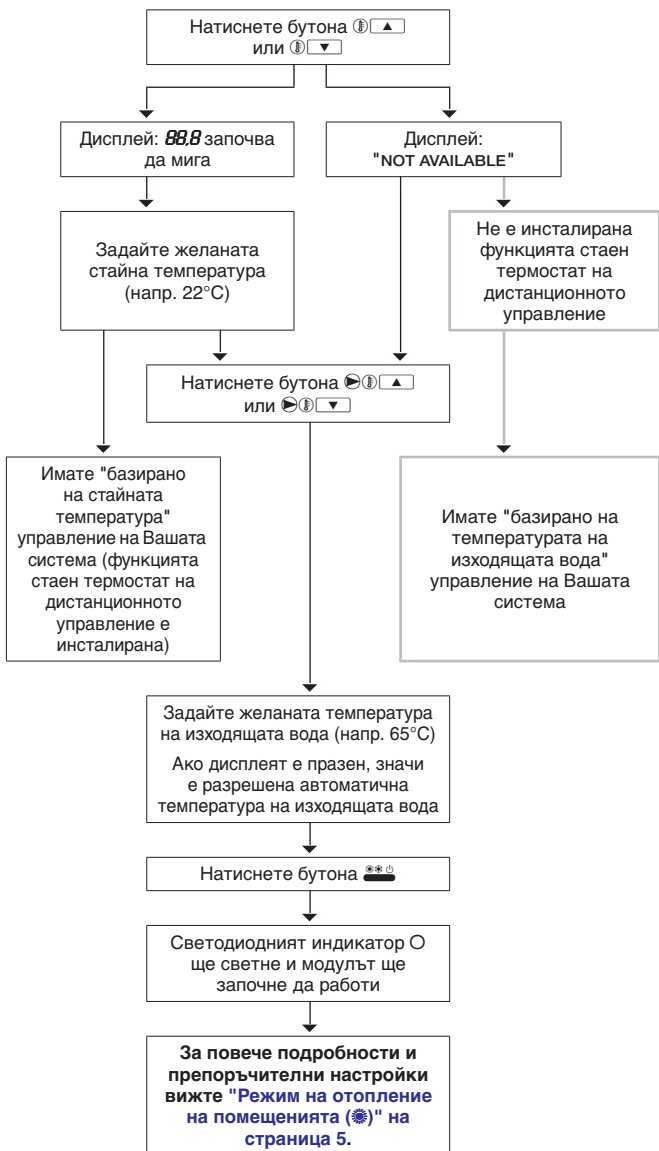 Натиснете бутона ▲
или ▼
Дисплей: 88.8 започва
да мига
Дисплей:
"NOT AVAILABLE"
Задайте желаната
стайна температура
(напр. 22°C)
Не е инсталирана
функцията стаен
термостат на
дистанционното
управление
Натиснете бутона ▲
или ▼
Имате "базирано
на стайната
температура"
управление на Вашата
система (функцията
стаен термостат на
дистанционното
управление е
инсталирана)
Имате "базирано на
температурата на
изходящата вода"
управление на Вашата
система
Задайте желаната температура
на изходящата вода (напр. 65°C)
Ако дисплеят е празен, значи
е разрешена автоматична
температура на изходящата вода
Натиснете бутона
Светодиодният индикатор
ще светне и модулът ще
започне да работи
За повече подробности и
препоръчителни настройки
вижте "Режим на отопление
на помещенията ()" на
страница 5.